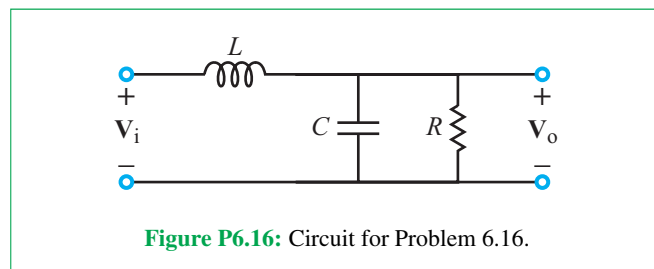 L
+ +
V_i C R V_o
– –
Figure P6.16: Circuit for Problem 6.16.